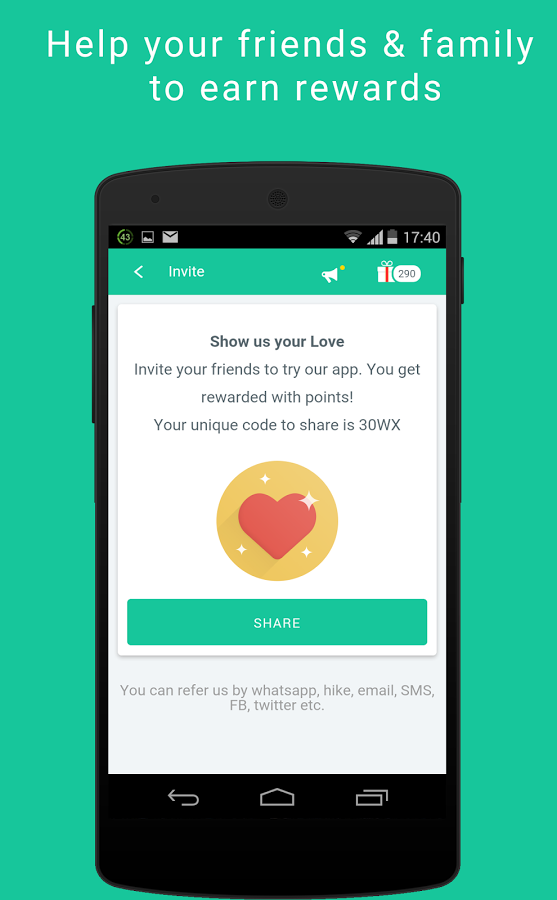 Help your friends & family
to earn rewards
43
17:40
Invite
290
Show us your Love
Invite your friends to try our app. You get
rewarded with points!
Your unique code to share is 30WX
SHARE
You can refer us by whatsapp, hike, email, SMS,
FB, twitter etc.